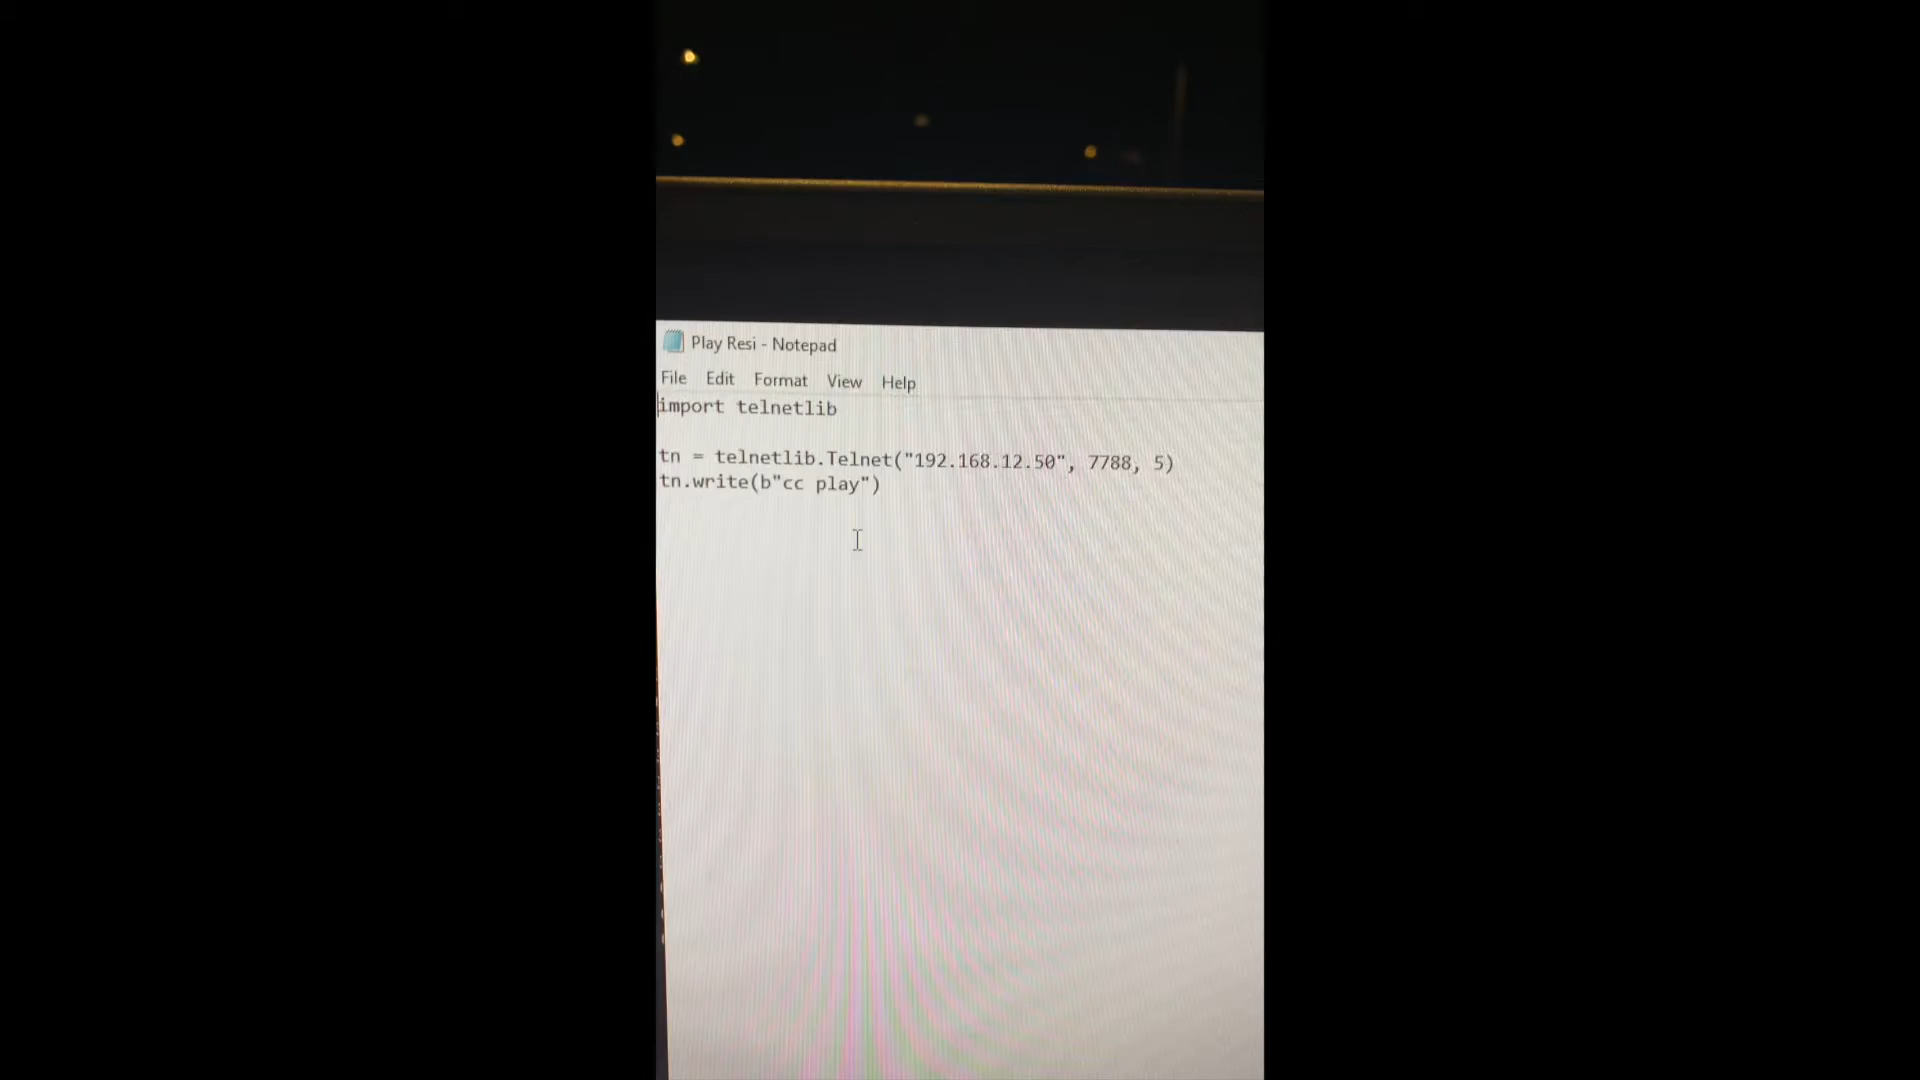 Play Resi - Notepad
File Edit Format View Help
import telnetlib
tn = telnetlib.Telnet("192.168.12.50", 7788, 5)
tn.write(b"cc play")